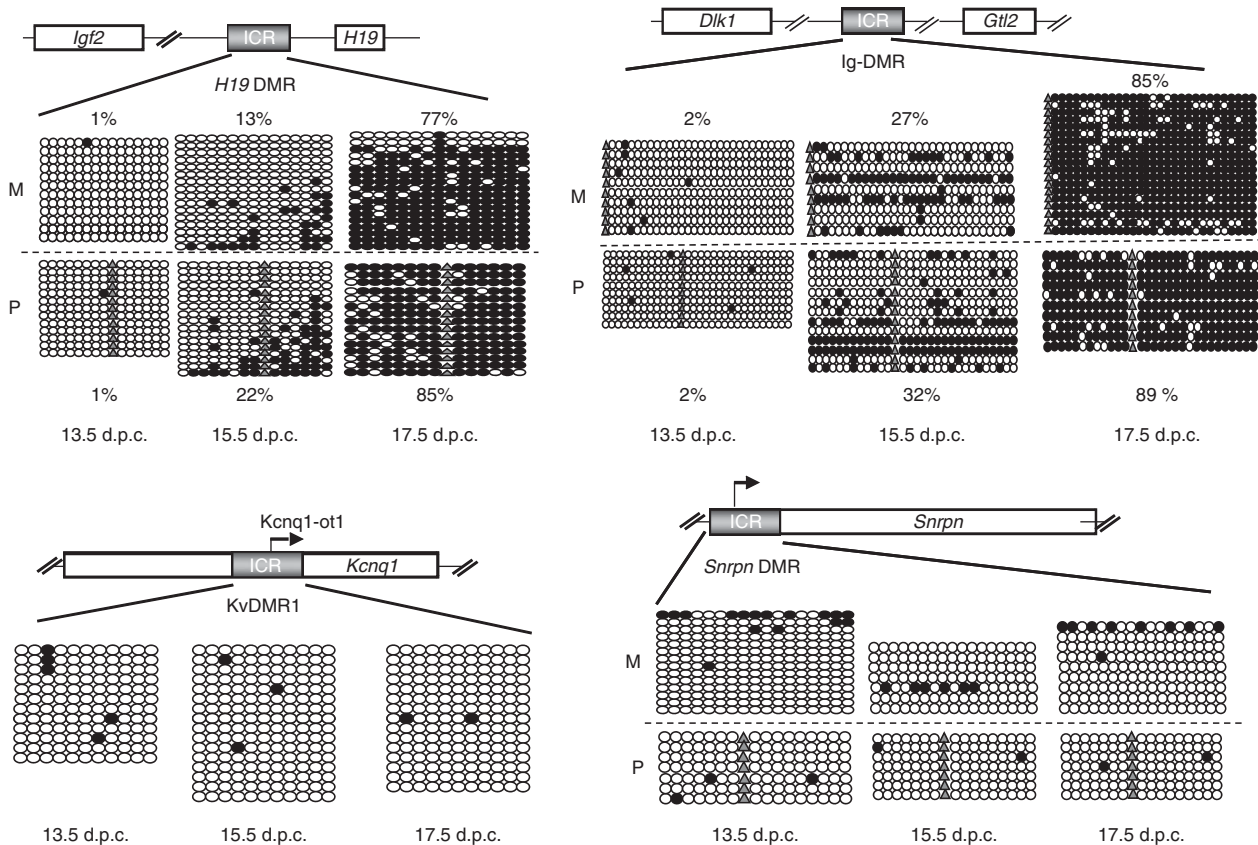 Igf2 ICR H19
H19 DMR
1% 13% 77%
M
P
1% 22% 85%
13.5 d.p.c. 15.5 d.p.c. 17.5 d.p.c.
Dlk1 ICR Gtl2
Ig-DMR
2% 27% 85%
M
P
2% 32% 89 %
13.5 d.p.c. 15.5 d.p.c. 17.5 d.p.c.
Kcnq1-ot1
ICR Kcnq1
KvDMR1
13.5 d.p.c. 15.5 d.p.c. 17.5 d.p.c.
ICR Snrpn
Snrpn DMR
M
P
13.5 d.p.c. 15.5 d.p.c. 17.5 d.p.c.